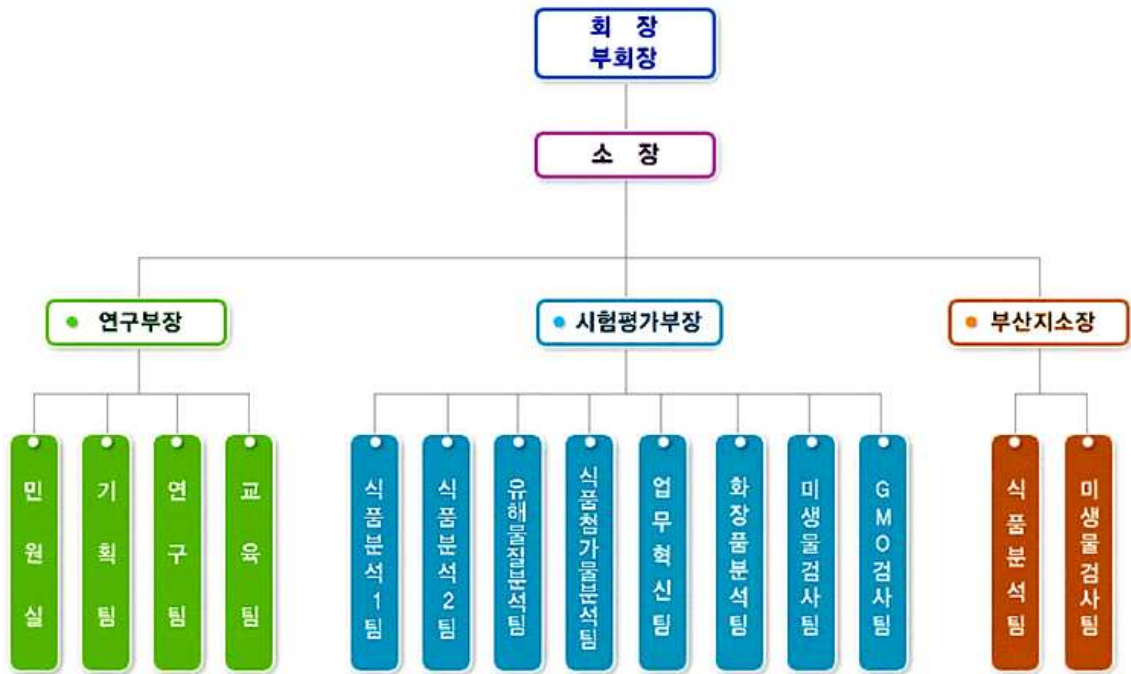 회 장
부회장
소 장
연구부장
시험평가부장
부산지소장
민원실
기획팀
연구팀
교육팀
식품분석1팀
식품분석2팀
유해물질분석팀
식품첨가물분석팀
업무혁신팀
화장품분석팀
미생물검사팀
GMO검사팀
식품분석팀
미생물검사팀